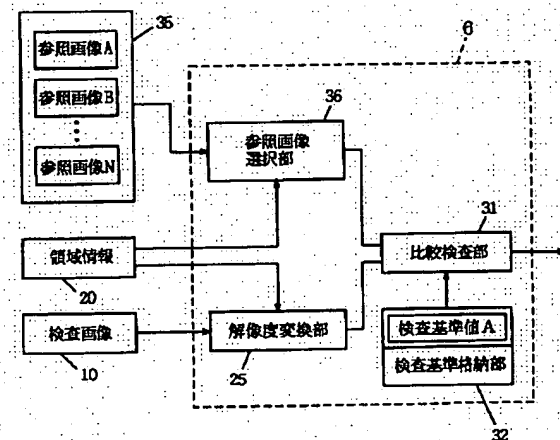 35
参照画像A
参照画像B
参照画像N
6
36
参照画像
選択部
31
領域情報
比較検査部
20
検査画像
解像度変換部
検査基準値A
10
25
検査基準格納部
32